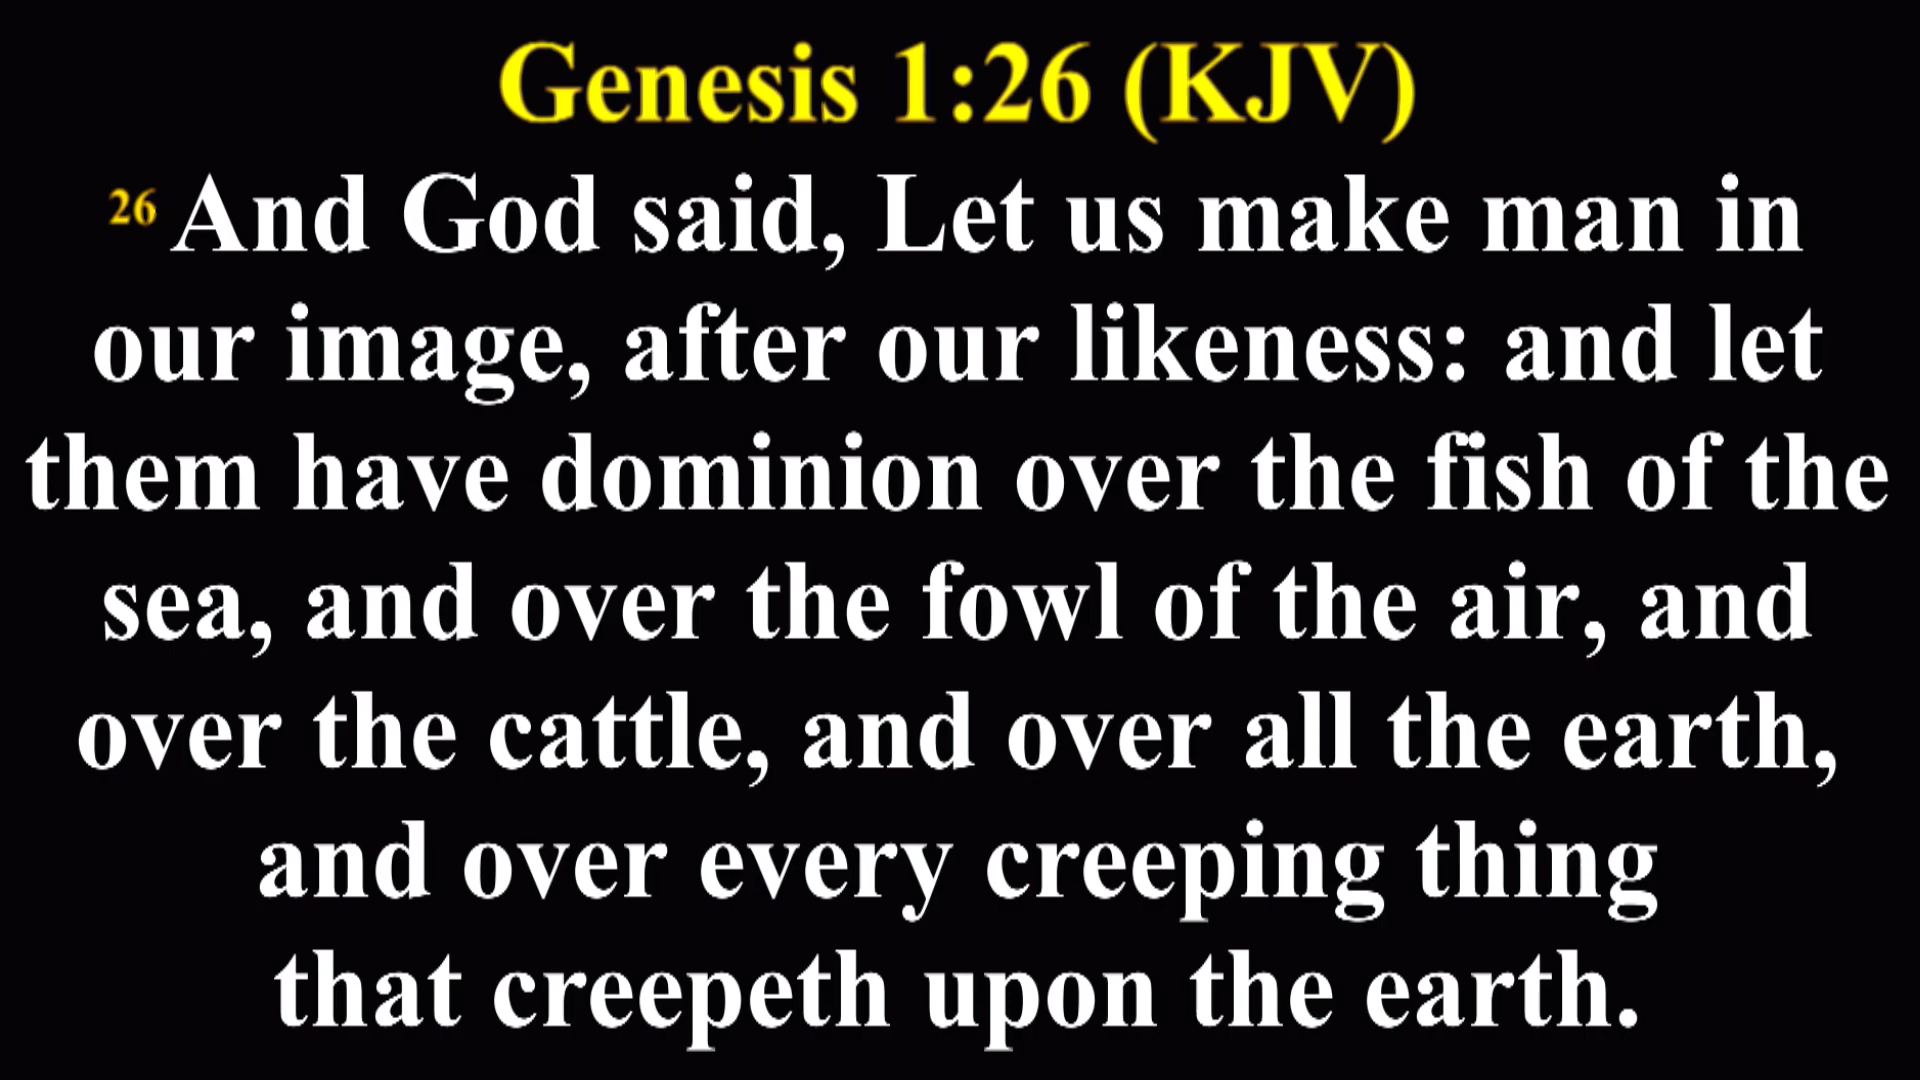 Genesis 1:26 (KJV)
26 And God said, Let us make man in
our image, after our likeness: and let
them have dominion over the fish of the
sea, and over the fowl of the air, and
over the cattle, and over all the earth,
and over every creeping thing
that creepeth upon the earth.